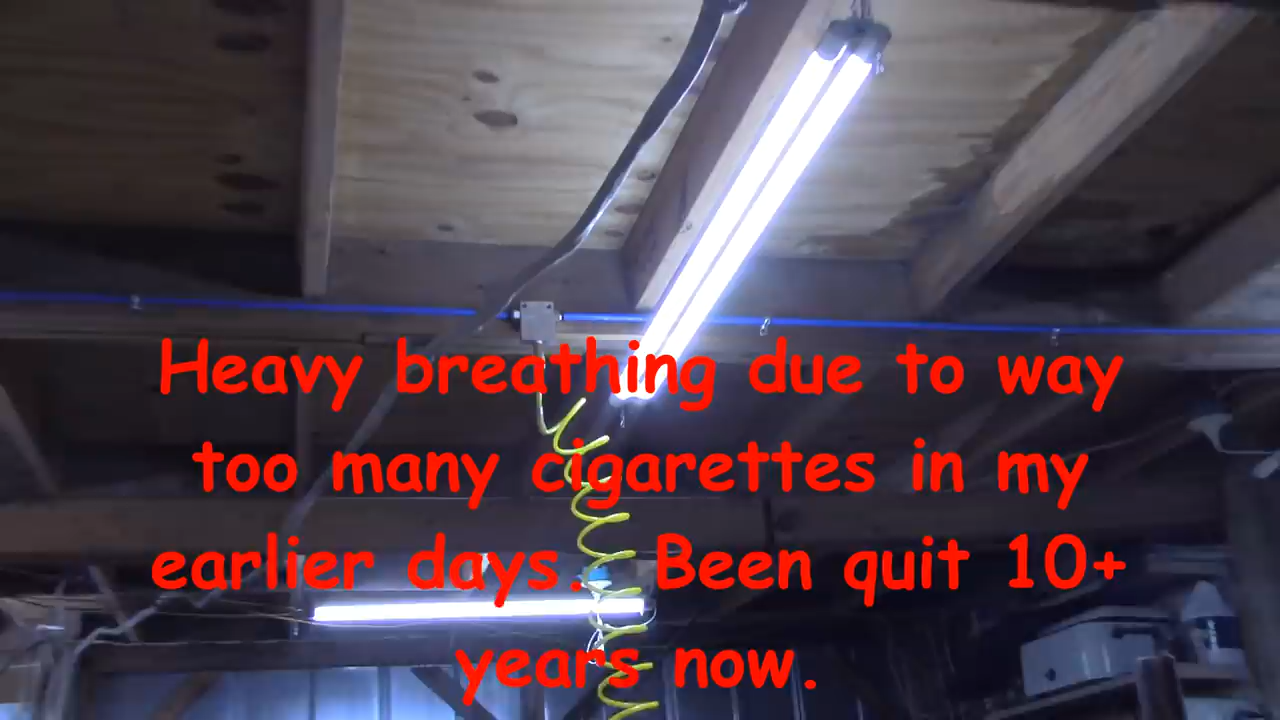 Heavy breathing due to way
too many cigarettes in my
earlier days. Been quit 10+
years now.